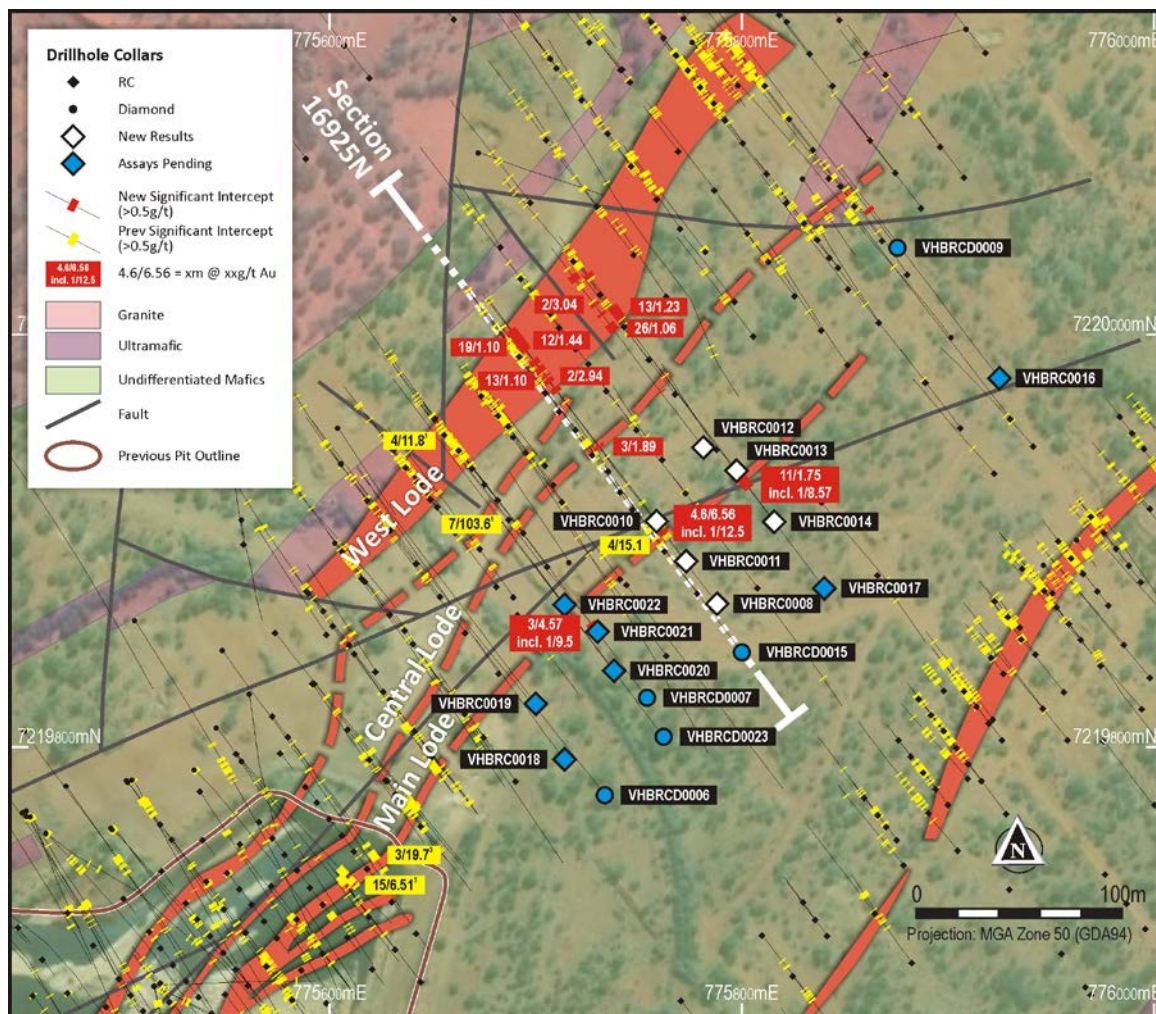 775600mE
775800mE
776000mE
Drillhole Collars
RC
Diamond
New Results
Assays Pending
New Significant Intercept
(>0.5g/t)
Prev Significant Intercept
(>0.5g/t)
4.6/6.56
incl. 1/12.5
4.6/6.56 = xm @ xxg/t Au
Granite
Ultramafic
Undifferentiated Mafics
Fault
Previous Pit Outline
Section
16925N
VHBRCD0009
2/3.04
13/1.23
26/1.06
7220000mN
19/1.10
12/1.44
13/1.10
2/2.94
VHBRC0016
4/11.8¹
3/1.89
VHBRC0012
VHBRC0013
11/1.75
incl. 1/8.57
West Lode
7/103.6¹
VHBRC0010
4.6/6.56
incl. 1/12.5
VHBRC0014
4/15.1
VHBRC0011
VHBRC0017
VHBRC0022
VHBRC0008
3/4.57
incl. 1/9.5
VHBRC0021
VHBRCD0015
Central Lode
VHBRC0020
VHBRC0019
VHBRCD0007
Main Lode
VHBRCD0023
7219800mN
7219800mN
VHBRC0018
VHBRCD0006
3/19.7³
15/6.51³
N
0
100m
Projection: MGA Zone 50 (GDA94)
775600mE
775800mE
776000mE